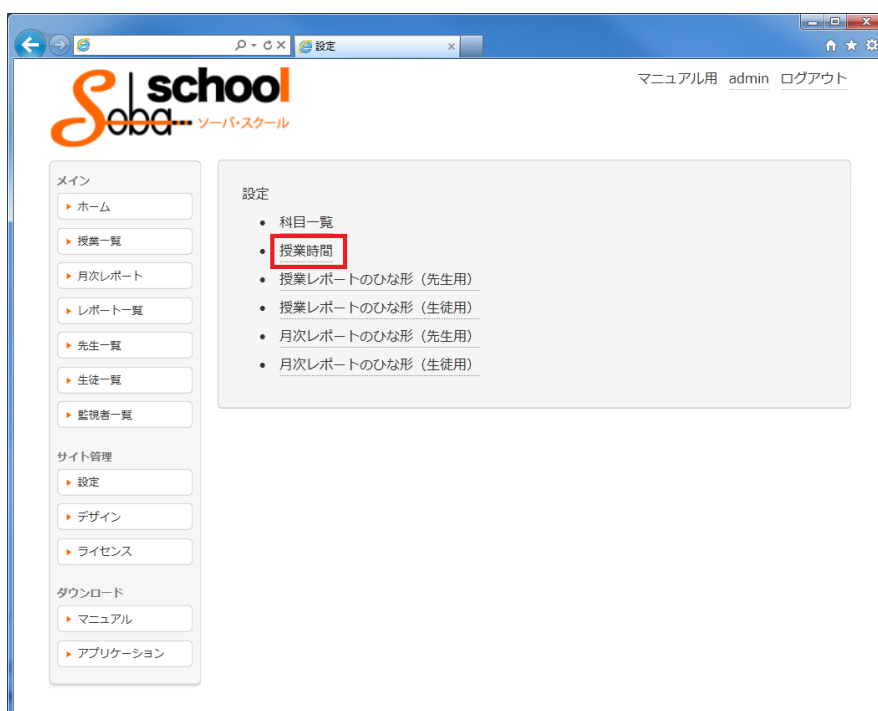 設定
マニュアル用 admin ログアウト
school
Soba
ソーバ・スクール
メイン
ホーム
授業一覧
月次レポート
レポート一覧
先生一覧
生徒一覧
監視者一覧
サイト管理
設定
デザイン
ライセンス
ダウンロード
マニュアル
アプリケーション
設定
科目一覧
授業時間
授業レポートのひな形（先生用）
授業レポートのひな形（生徒用）
月次レポートのひな形（先生用）
月次レポートのひな形（生徒用）